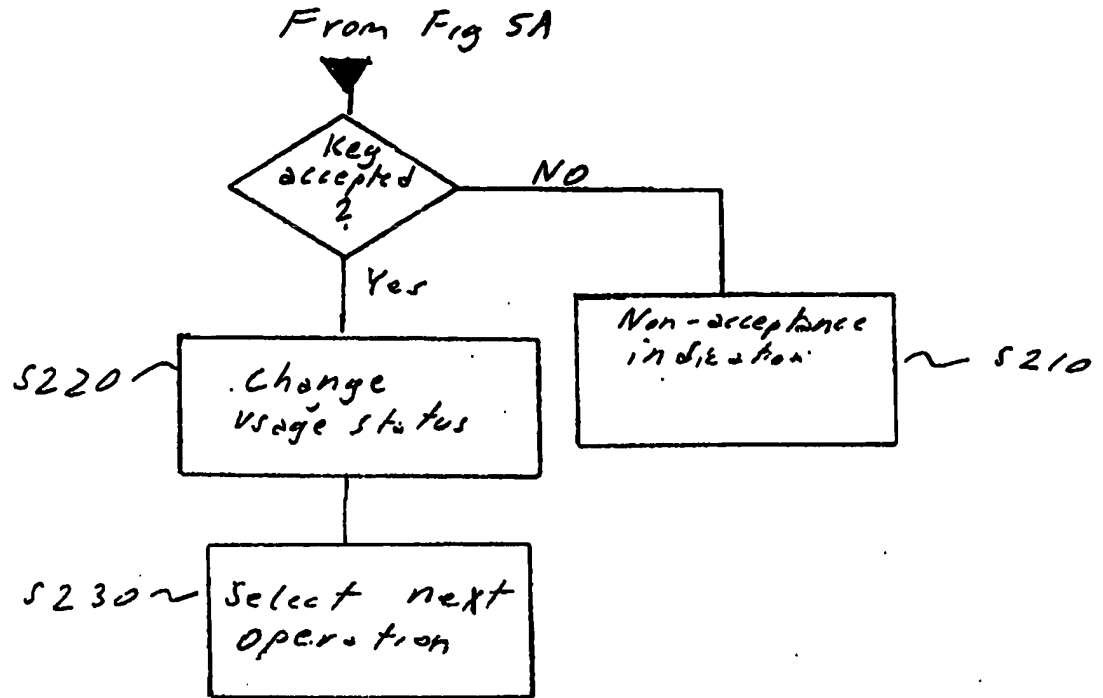 From Fig 5A
Key
accepted
?
NO
Yes
Non-acceptance
indication
S210
S220
Change
usage status
S230
Select next
operation